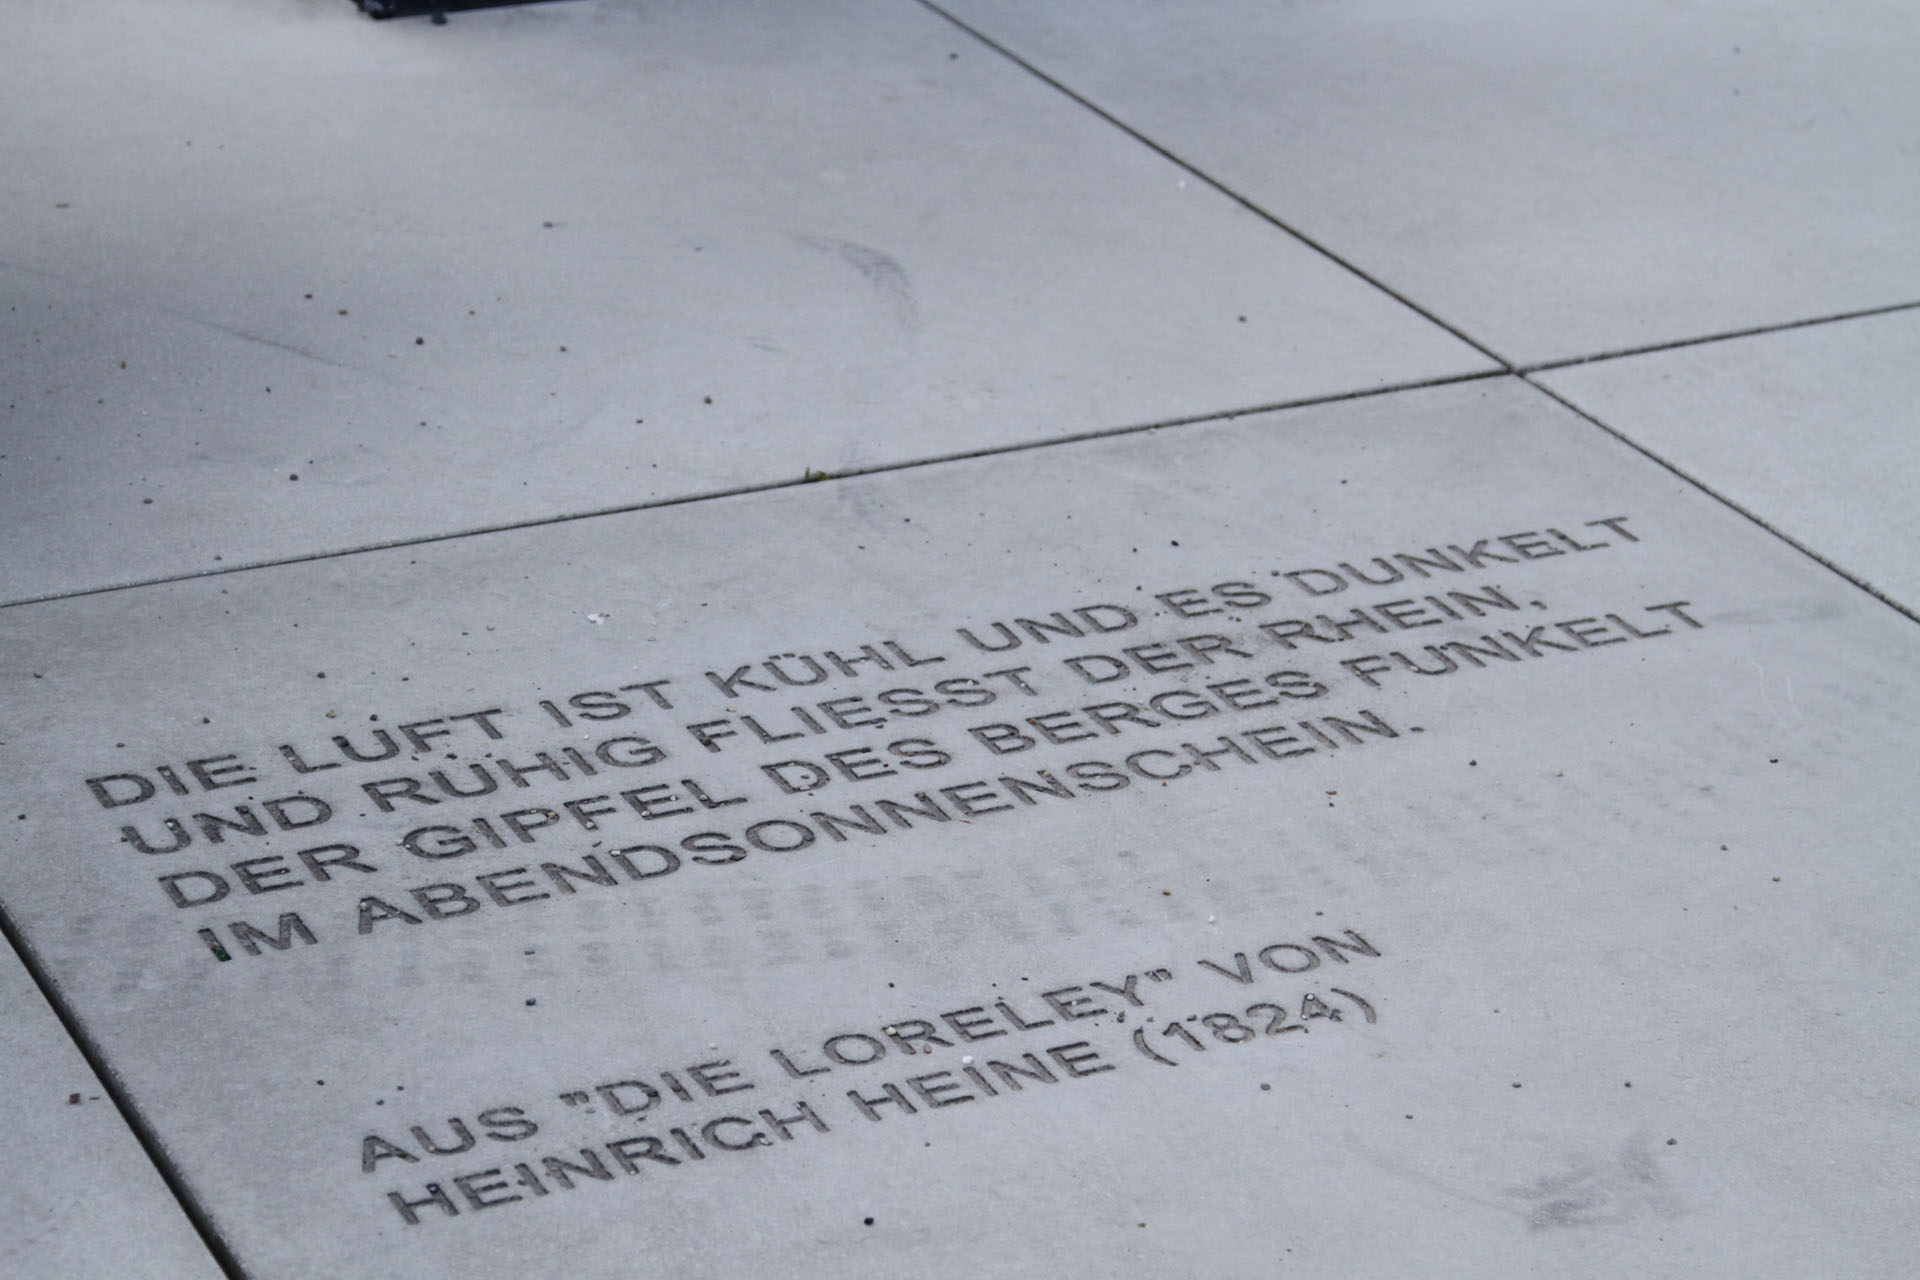 DIE LUFT IST KÜHL UND ES DUNKELT
UND RUHIG FLIESST DER RHEIN,
DER GIPFEL DES BERGES FUNKELT
IM ABENDSONNENSCHEIN.
AUS "DIE LORELEY" VON
HEINRICH HEINE (1824)